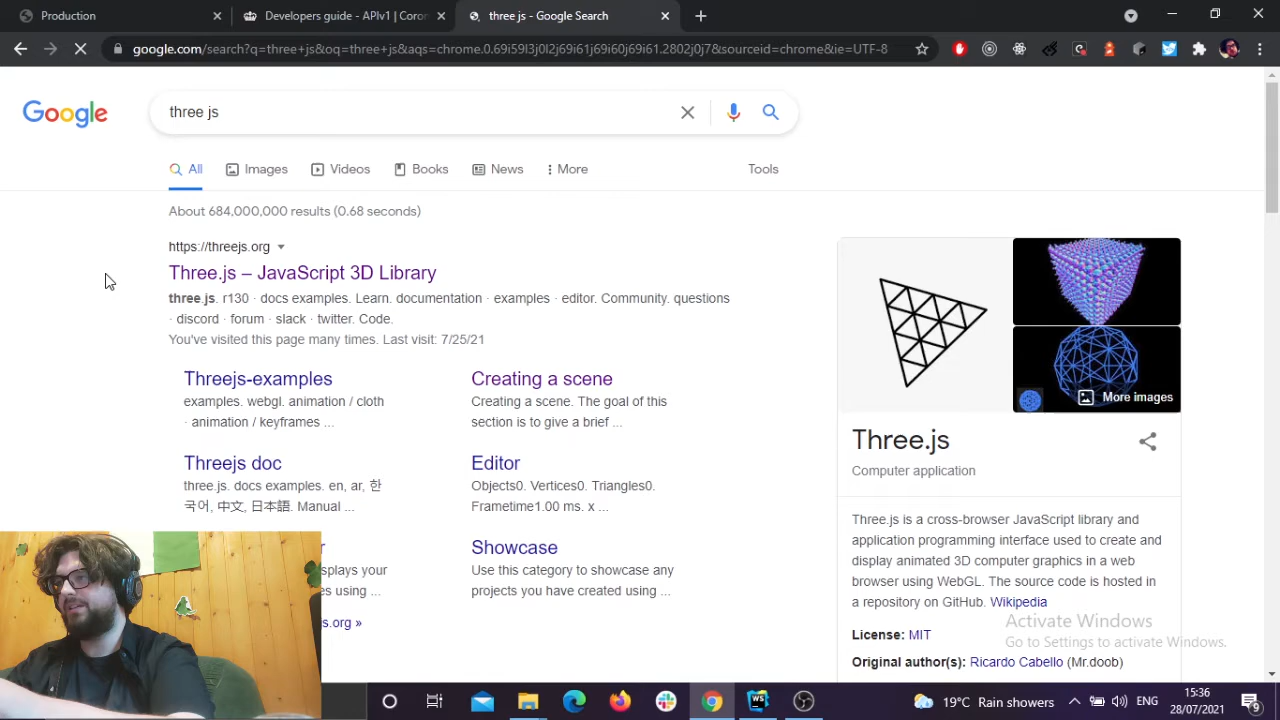 Production
Developers guide - APIv1 | Coron
three js - Google Search
google.com/search?q=three+js&oq=three+js&aqs=chrome.0.69i59l3j0l2j69i61j69i60j69i61.2802j0j7&sourceid=chrome&ie=UTF-8
Google
three js
All
Images
Videos
Books
News
More
Tools
About 684,000,000 results (0.68 seconds)
https://threejs.org
Three.js – JavaScript 3D Library
three.js. r130 · docs examples. Learn. documentation · examples · editor. Community. questions
· discord · forum · slack · twitter. Code.
You've visited this page many times. Last visit: 7/25/21
Threejs-examples
examples. webgl. animation / cloth
· animation / keyframes ...
Creating a scene
Creating a scene. The goal of this
section is to give a brief ...
Threejs doc
three.js. docs examples. en, ar, 한
국어, 中文, 日本語. Manual ...
Editor
Objects0. Vertices0. Triangles0.
Frametime1.00 ms. x ...
r
splays your
es using ...
Showcase
Use this category to showcase any
projects you have created using ...
s.org »
More images
Three.js
Computer application
Three.js is a cross-browser JavaScript library and
application programming interface used to create and
display animated 3D computer graphics in a web
browser using WebGL. The source code is hosted in
a repository on GitHub. Wikipedia
License: MIT
Original author(s): Ricardo Cabello (Mr.doob)
Activate Windows
Go to Settings to activate Windows.
WS
19°C Rain showers
ENG
15:36
28/07/2021
9